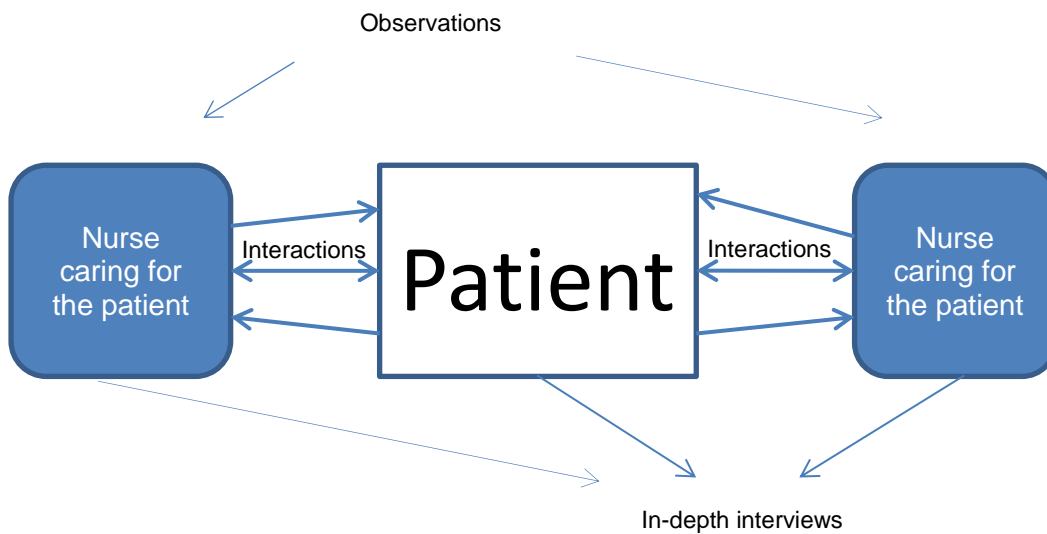 Observations
Nurse
caring for
the patient
Interactions
Patient
Interactions
Nurse
caring for
the patient
In-depth interviews